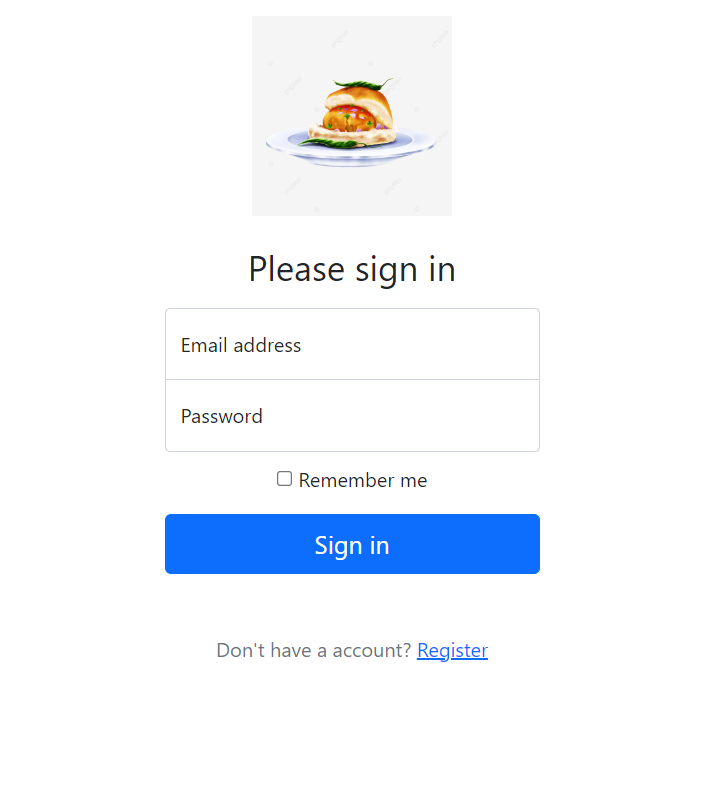 Please sign in
Email address
Password
Remember me
Sign in
Don't have a account? Register